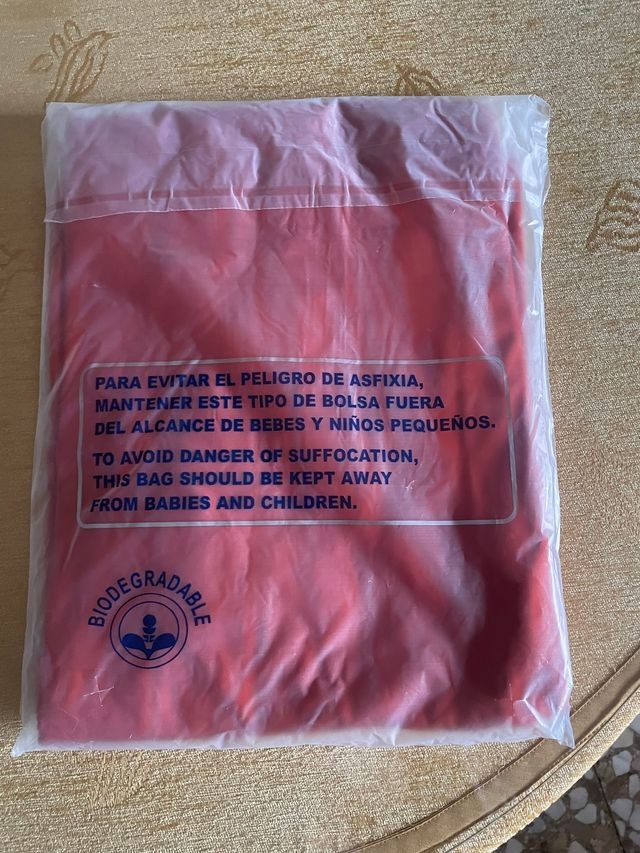 PARA EVITAR EL PELIGRO DE ASFIXIA,
MANTENER ESTE TIPO DE BOLSA FUERA
DEL ALCANCE DE BEBES Y NIÑOS PEQUEÑOS.
TO AVOID DANGER OF SUFFOCATION,
THIS BAG SHOULD BE KEPT AWAY
FROM BABIES AND CHILDREN.
BIODEGRADABLE